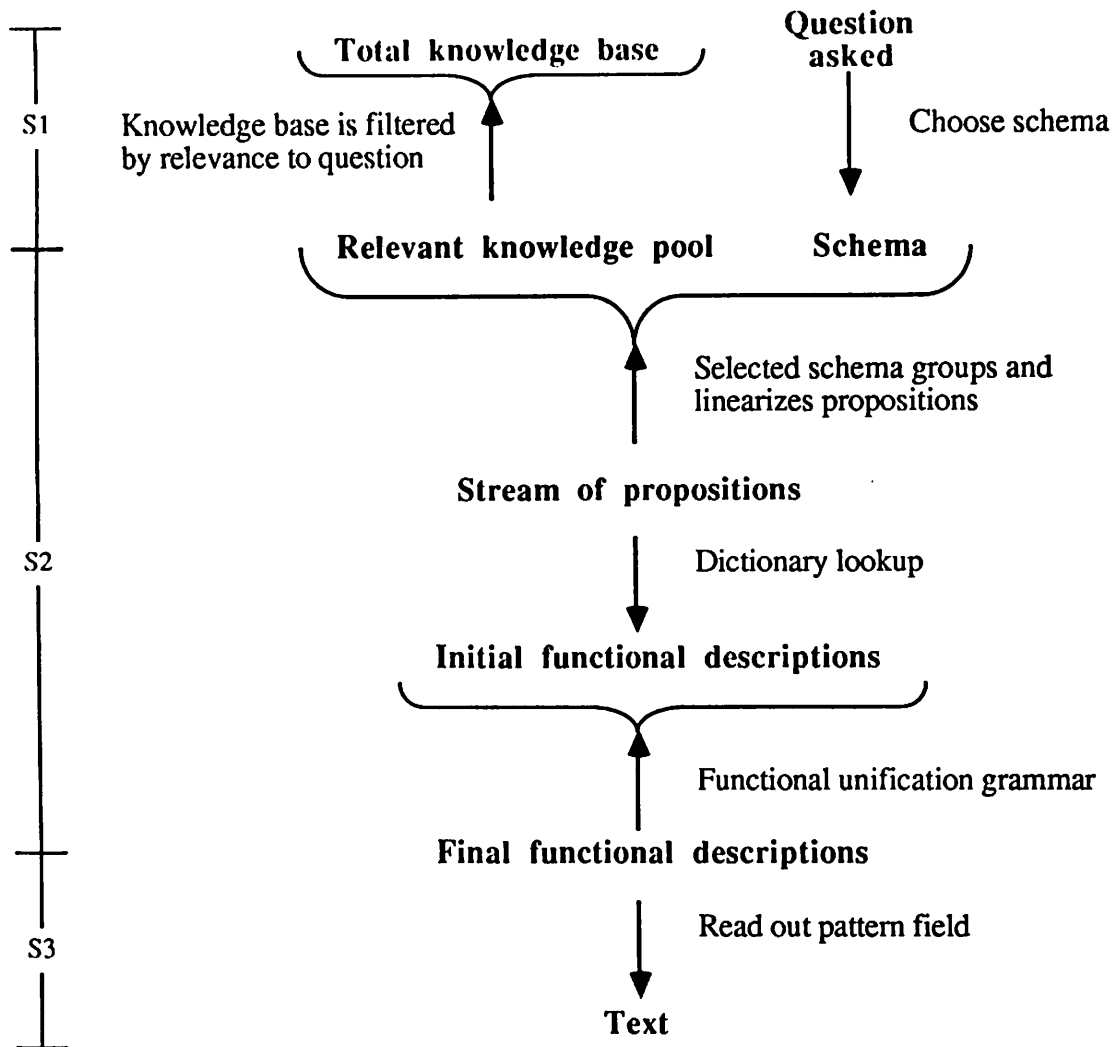 Question
asked
Total knowledge base
S1
Knowledge base is filtered
by relevance to question
Choose schema
Relevant knowledge pool
Schema
Selected schema groups and
linearizes propositions
Stream of propositions
S2
Dictionary lookup
Initial functional descriptions
Functional unification grammar
Final functional descriptions
S3
Read out pattern field
Text